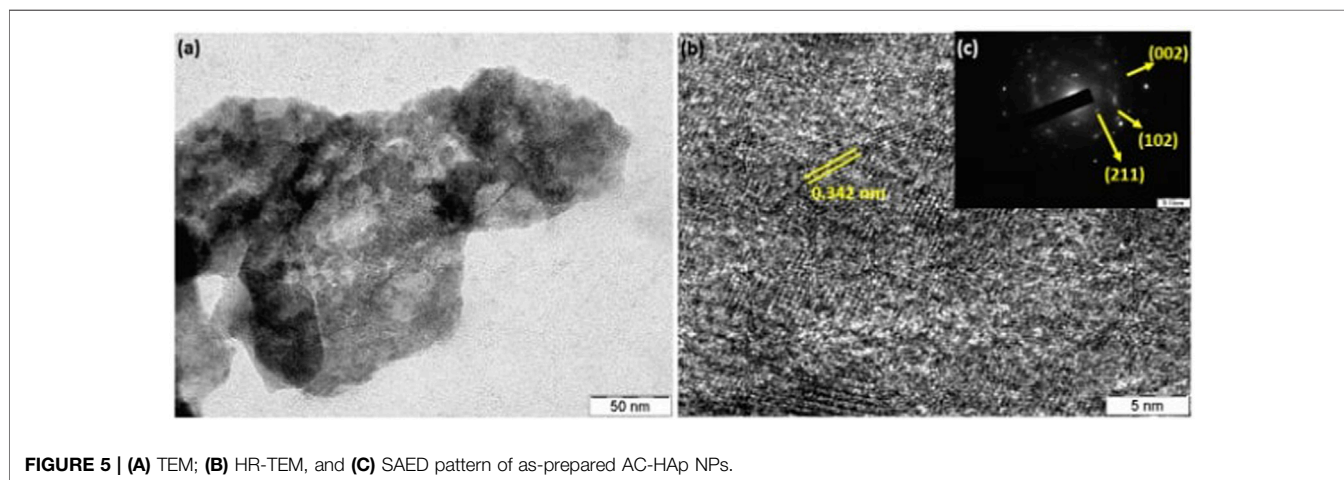 (a)
50 nm
(b)
0.342 nm
5 nm
(c)
(002)
(102)
(211)
FIGURE 5 | (A) TEM; (B) HR-TEM, and (C) SAED pattern of as-prepared AC-HAp NPs.